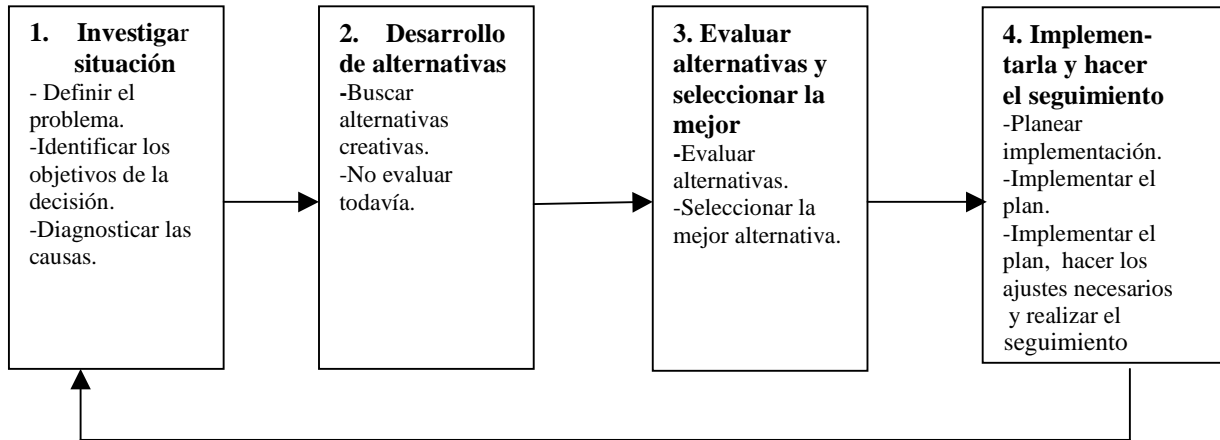 1. Investigar
situación
- Definir el
problema.
-Identificar los
objetivos de la
decisión.
-Diagnosticar las
causas.
2. Desarrollo
de alternativas
-Buscar
alternativas
creativas.
-No evaluar
todavía.
3. Evaluar
alternativas y
seleccionar la
mejor
-Evaluar
alternativas.
-Seleccionar la
mejor alternativa.
4. Implemen-
tarla y hacer
el seguimiento
-Planear
implementación.
-Implementar el
plan.
-Implementar el
plan, hacer los
ajustes necesarios
y realizar el
seguimiento